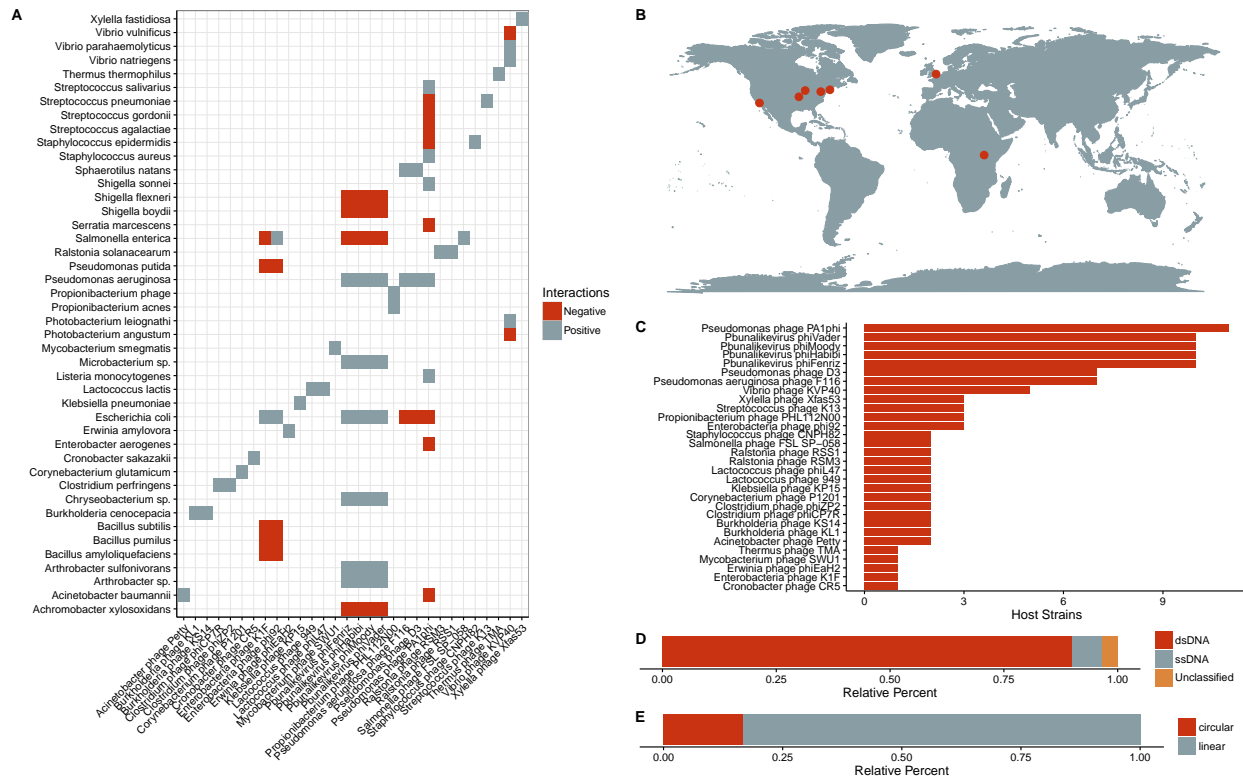 A
Xylella fastidiosa
Vibrio vulnificus
Vibrio parahaemolyticus
Vibrio natriegens
Thermus thermophilus
Streptococcus salivarius
Streptococcus pneumoniae
Streptococcus gordonii
Streptococcus agalactiae
Staphylococcus epidermidis
Staphylococcus aureus
Sphaerotilus natans
Shigella sonnei
Shigella flexneri
Shigella boydii
Serratia marcescens
Salmonella enterica
Ralstonia solanacearum
Pseudomonas putida
Pseudomonas aeruginosa
Propionibacterium phage
Propionibacterium acnes
Photobacterium leiognathi
Photobacterium angustum
Mycobacterium smegmatis
Microbacterium sp.
Listeria monocytogenes
Lactococcus lactis
Klebsiella pneumoniae
Escherichia coli
Erwinia amylovora
Enterobacter aerogenes
Cronobacter sakazakii
Corynebacterium glutamicum
Clostridium perfringens
Chryseobacterium sp.
Burkholderia cenocepacia
Bacillus subtilis
Bacillus pumilus
Bacillus amyloliquefaciens
Arthrobacter sulfonivorans
Arthrobacter sp.
Acinetobacter baumannii
Achromobacter xylosoxidans
Acinetobacter phage Petty
Xylella phage Xfas53
Interactions
Negative
Positive
B
C
Pseudomonas phage PA1phi
Pbunalikevirus phiVader
Pbunalikevirus phiMoody
Pbunalikevirus phiHabibi
Pbunalikevirus phiFenriz
Pseudomonas phage D3
Pseudomonas aeruginosa phage F116
Vibrio phage KVP40
Xylella phage Xfas53
Streptococcus phage K13
Propionibacterium phage PHL112N00
Enterobacteria phage phi92
Staphylococcus phage CNPH82
Salmonella phage FSL SP−058
Ralstonia phage RSS1
Ralstonia phage RSM3
Lactococcus phage phiL47
Lactococcus phage 949
Klebsiella phage KP15
Corynebacterium phage P1201
Clostridium phage phiZP2
Clostridium phage phiCP7R
Burkholderia phage KS14
Burkholderia phage KL1
Acinetobacter phage Petty
Thermus phage TMA
Mycobacterium phage SWU1
Erwinia phage phiEaH2
Enterobacteria phage K1F
Cronobacter phage CR5
0 3 6 9
Host Strains
D
0.00 0.25 0.50 0.75 1.00
Relative Percent
dsDNA
ssDNA
Unclassified
E
0.00 0.25 0.50 0.75 1.00
Relative Percent
circular
linear